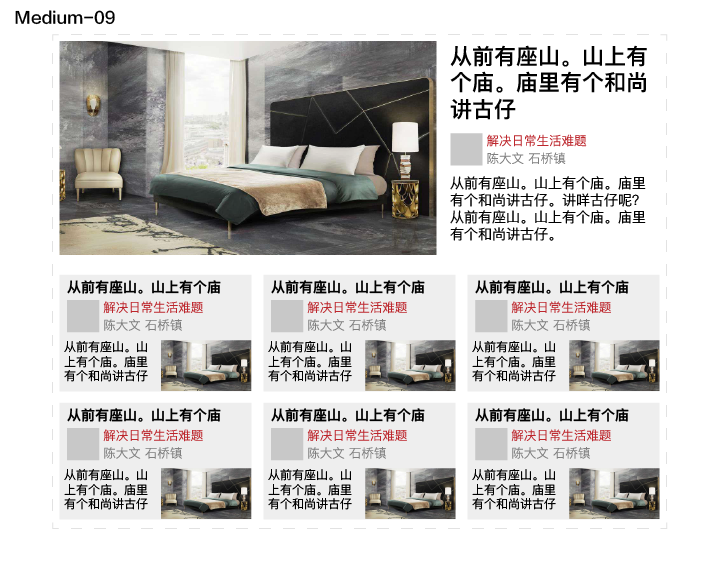 Medium-09
从前有座山。山上有
个庙。庙里有个和尚
讲古仔
解决日常生活难题
陈大文 石桥镇
从前有座山。山上有个庙。庙里
有个和尚讲古仔。讲咩古仔呢？
从前有座山。山上有个庙。庙里
有个和尚讲古仔。
从前有座山。山上有个庙
解决日常生活难题
陈大文 石桥镇
从前有座山。山
上有个庙。庙里
有个和尚讲古仔
从前有座山。山上有个庙
解决日常生活难题
陈大文 石桥镇
从前有座山。山
上有个庙。庙里
有个和尚讲古仔
从前有座山。山上有个庙
解决日常生活难题
陈大文 石桥镇
从前有座山。山
上有个庙。庙里
有个和尚讲古仔
从前有座山。山上有个庙
解决日常生活难题
陈大文 石桥镇
从前有座山。山
上有个庙。庙里
有个和尚讲古仔
从前有座山。山上有个庙
解决日常生活难题
陈大文 石桥镇
从前有座山。山
上有个庙。庙里
有个和尚讲古仔
从前有座山。山上有个庙
解决日常生活难题
陈大文 石桥镇
从前有座山。山
上有个庙。庙里
有个和尚讲古仔